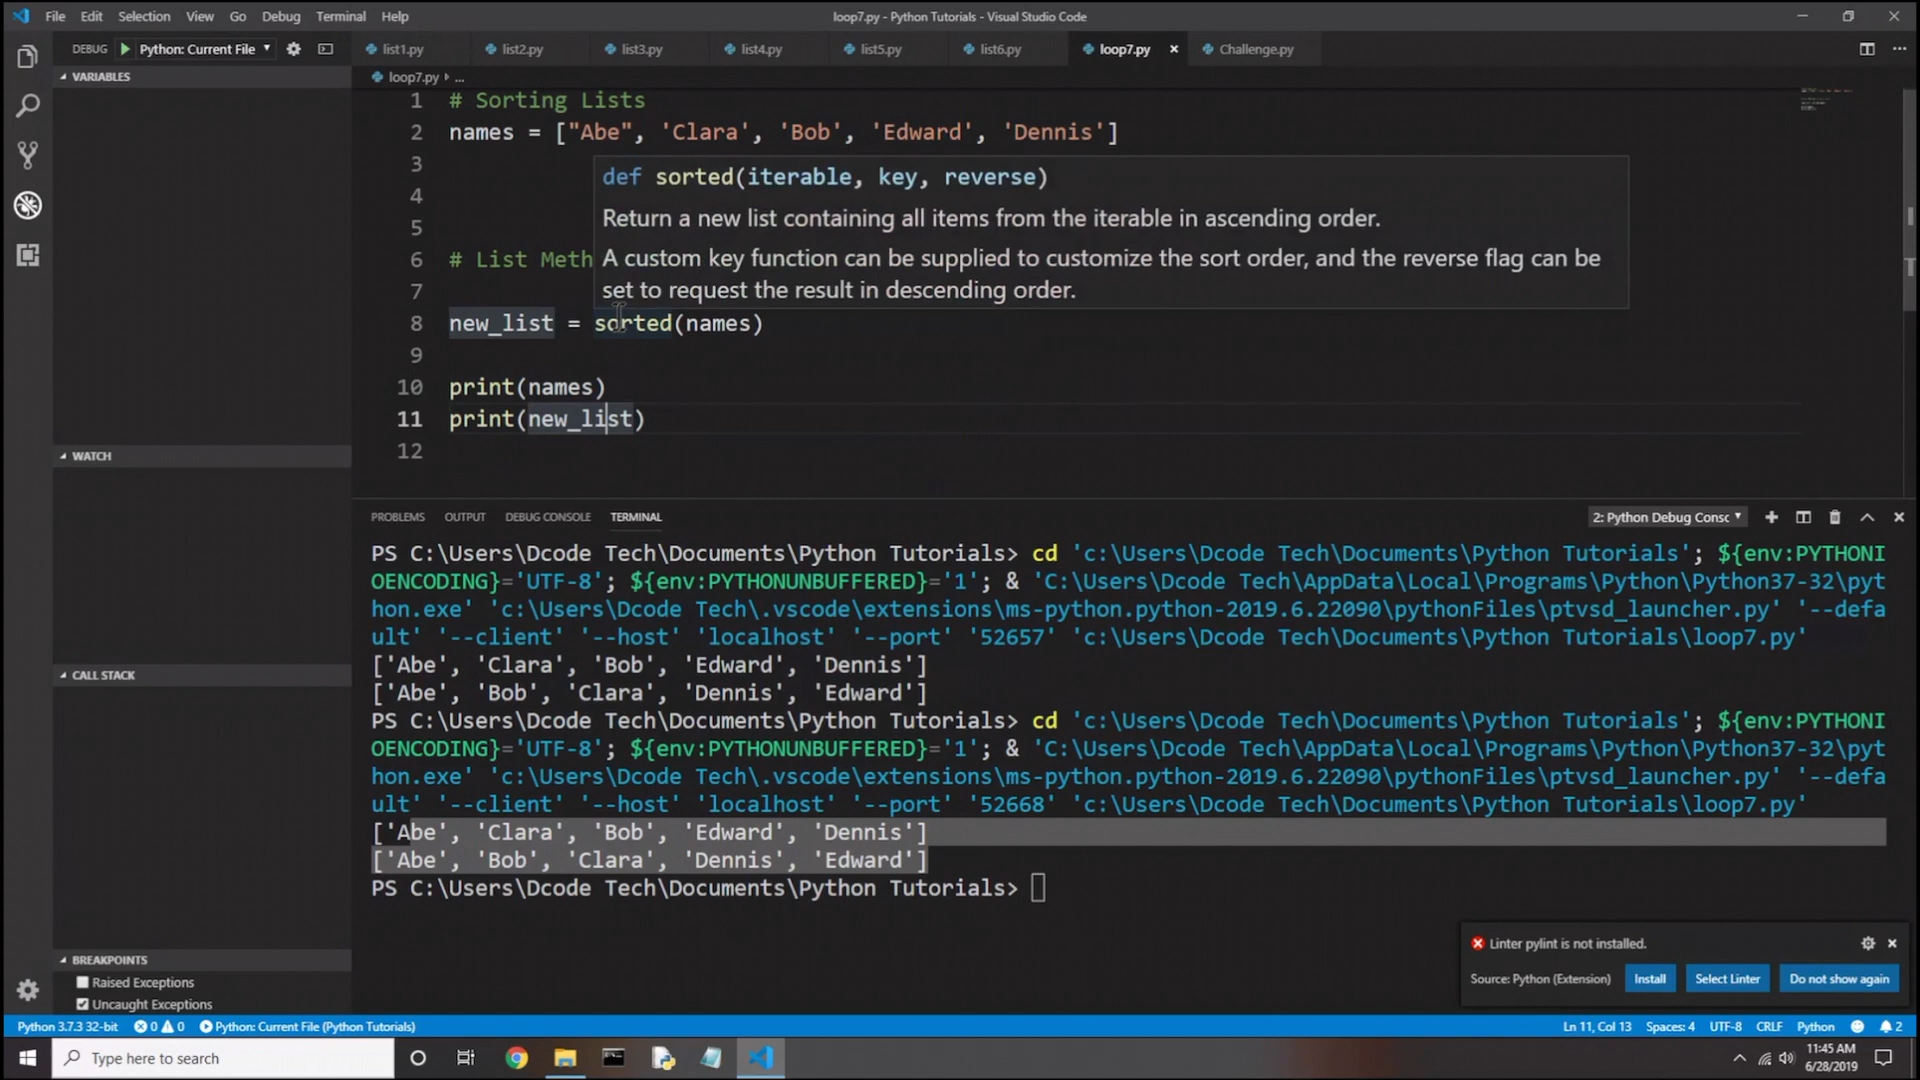 File Edit Selection View Go Debug Terminal Help
loop7.py - Python Tutorials - Visual Studio Code
DEBUG Python: Current File
list1.py list2.py list3.py list4.py list5.py list6.py loop7.py × Challenge.py
VARIABLES
loop7.py ...
1 # Sorting Lists
2 names = ["Abe", 'Clara', 'Bob', 'Edward', 'Dennis']
3
def sorted(iterable, key, reverse)
4
Return a new list containing all items from the iterable in ascending order.
5
6 # List Meth
A custom key function can be supplied to customize the sort order, and the reverse flag can be
set to request the result in descending order.
7
8 new_list = sorted(names)
9
10 print(names)
11 print(new_list)
12
WATCH
CALL STACK
BREAKPOINTS
Raised Exceptions
Uncaught Exceptions
PROBLEMS OUTPUT DEBUG CONSOLE TERMINAL
2: Python Debug Consc
PS C:\Users\Dcode Tech\Documents\Python Tutorials> cd 'c:\Users\Dcode Tech\Documents\Python Tutorials'; ${env:PYTHONI
OENCODING}='UTF-8'; ${env:PYTHONUNBUFFERED}='1'; & 'C:\Users\Dcode Tech\AppData\Local\Programs\Python\Python37-32\pyt
hon.exe' 'c:\Users\Dcode Tech\.vscode\extensions\ms-python.python-2019.6.22090\pythonFiles\ptvsd_launcher.py' '--defa
ult' '--client' '--host' 'localhost' '--port' '52657' 'c:\Users\Dcode Tech\Documents\Python Tutorials\loop7.py'
['Abe', 'Clara', 'Bob', 'Edward', 'Dennis']
['Abe', 'Bob', 'Clara', 'Dennis', 'Edward']
PS C:\Users\Dcode Tech\Documents\Python Tutorials> cd 'c:\Users\Dcode Tech\Documents\Python Tutorials'; ${env:PYTHONI
OENCODING}='UTF-8'; ${env:PYTHONUNBUFFERED}='1'; & 'C:\Users\Dcode Tech\AppData\Local\Programs\Python\Python37-32\pyt
hon.exe' 'c:\Users\Dcode Tech\.vscode\extensions\ms-python.python-2019.6.22090\pythonFiles\ptvsd_launcher.py' '--defa
ult' '--client' '--host' 'localhost' '--port' '52668' 'c:\Users\Dcode Tech\Documents\Python Tutorials\loop7.py'
['Abe', 'Clara', 'Bob', 'Edward', 'Dennis']
['Abe', 'Bob', 'Clara', 'Dennis', 'Edward']
PS C:\Users\Dcode Tech\Documents\Python Tutorials>
Linter pylint is not installed.
Source: Python (Extension) Install Select Linter Do not show again
Python 3.7.3 32-bit 0 0 Python: Current File (Python Tutorials)
Ln 11, Col 13 Spaces: 4 UTF-8 CRLF Python 2
Type here to search
11:45 AM
6/28/2019